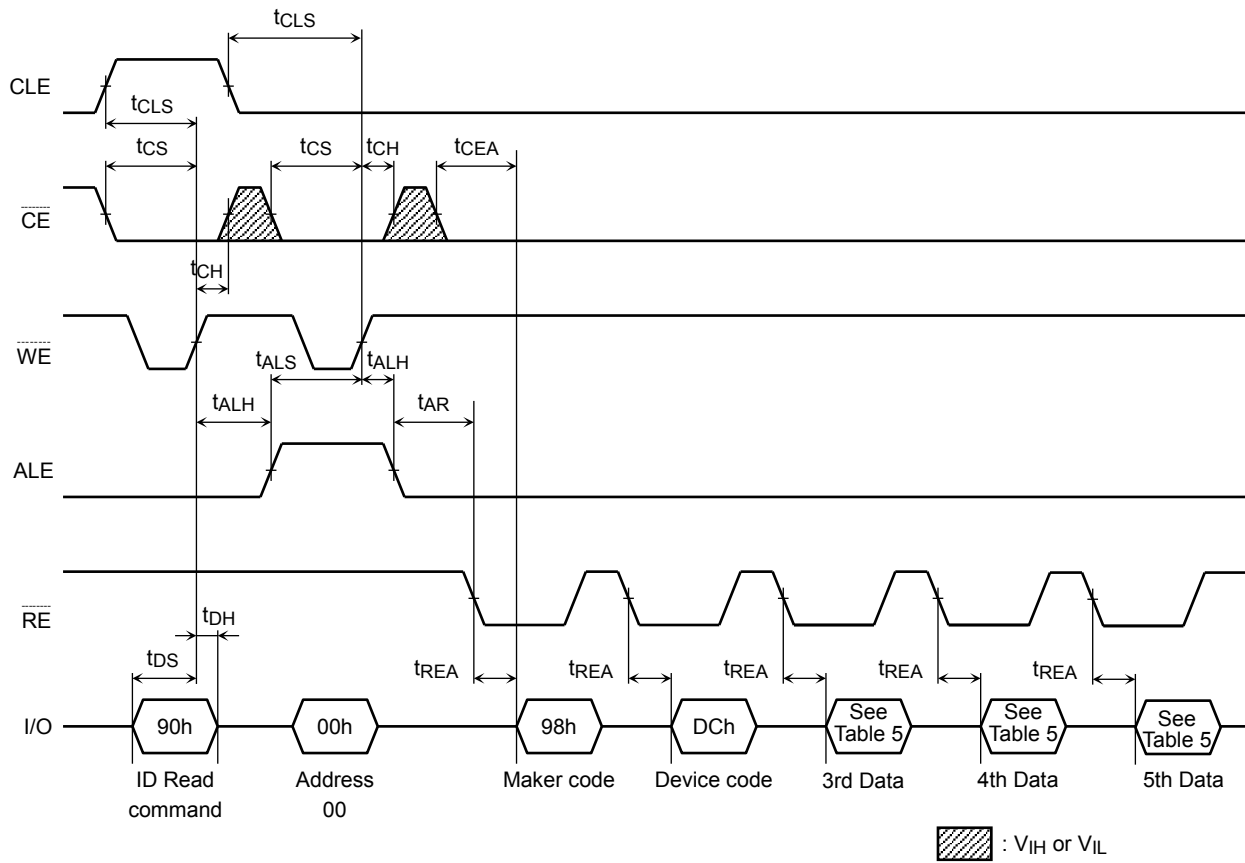 tCLS
CLE
tCLS
tCS tCS tCH tCEA
CE
tCH
WE
tALS tALH
tALH tAR
ALE
RE
tDH
tDS tREA tREA tREA tREA tREA
I/O 90h 00h 98h DCh See Table 5 See Table 5 See Table 5
ID Read command Address 00 Maker code Device code 3rd Data 4th Data 5th Data
: VIH or VIL